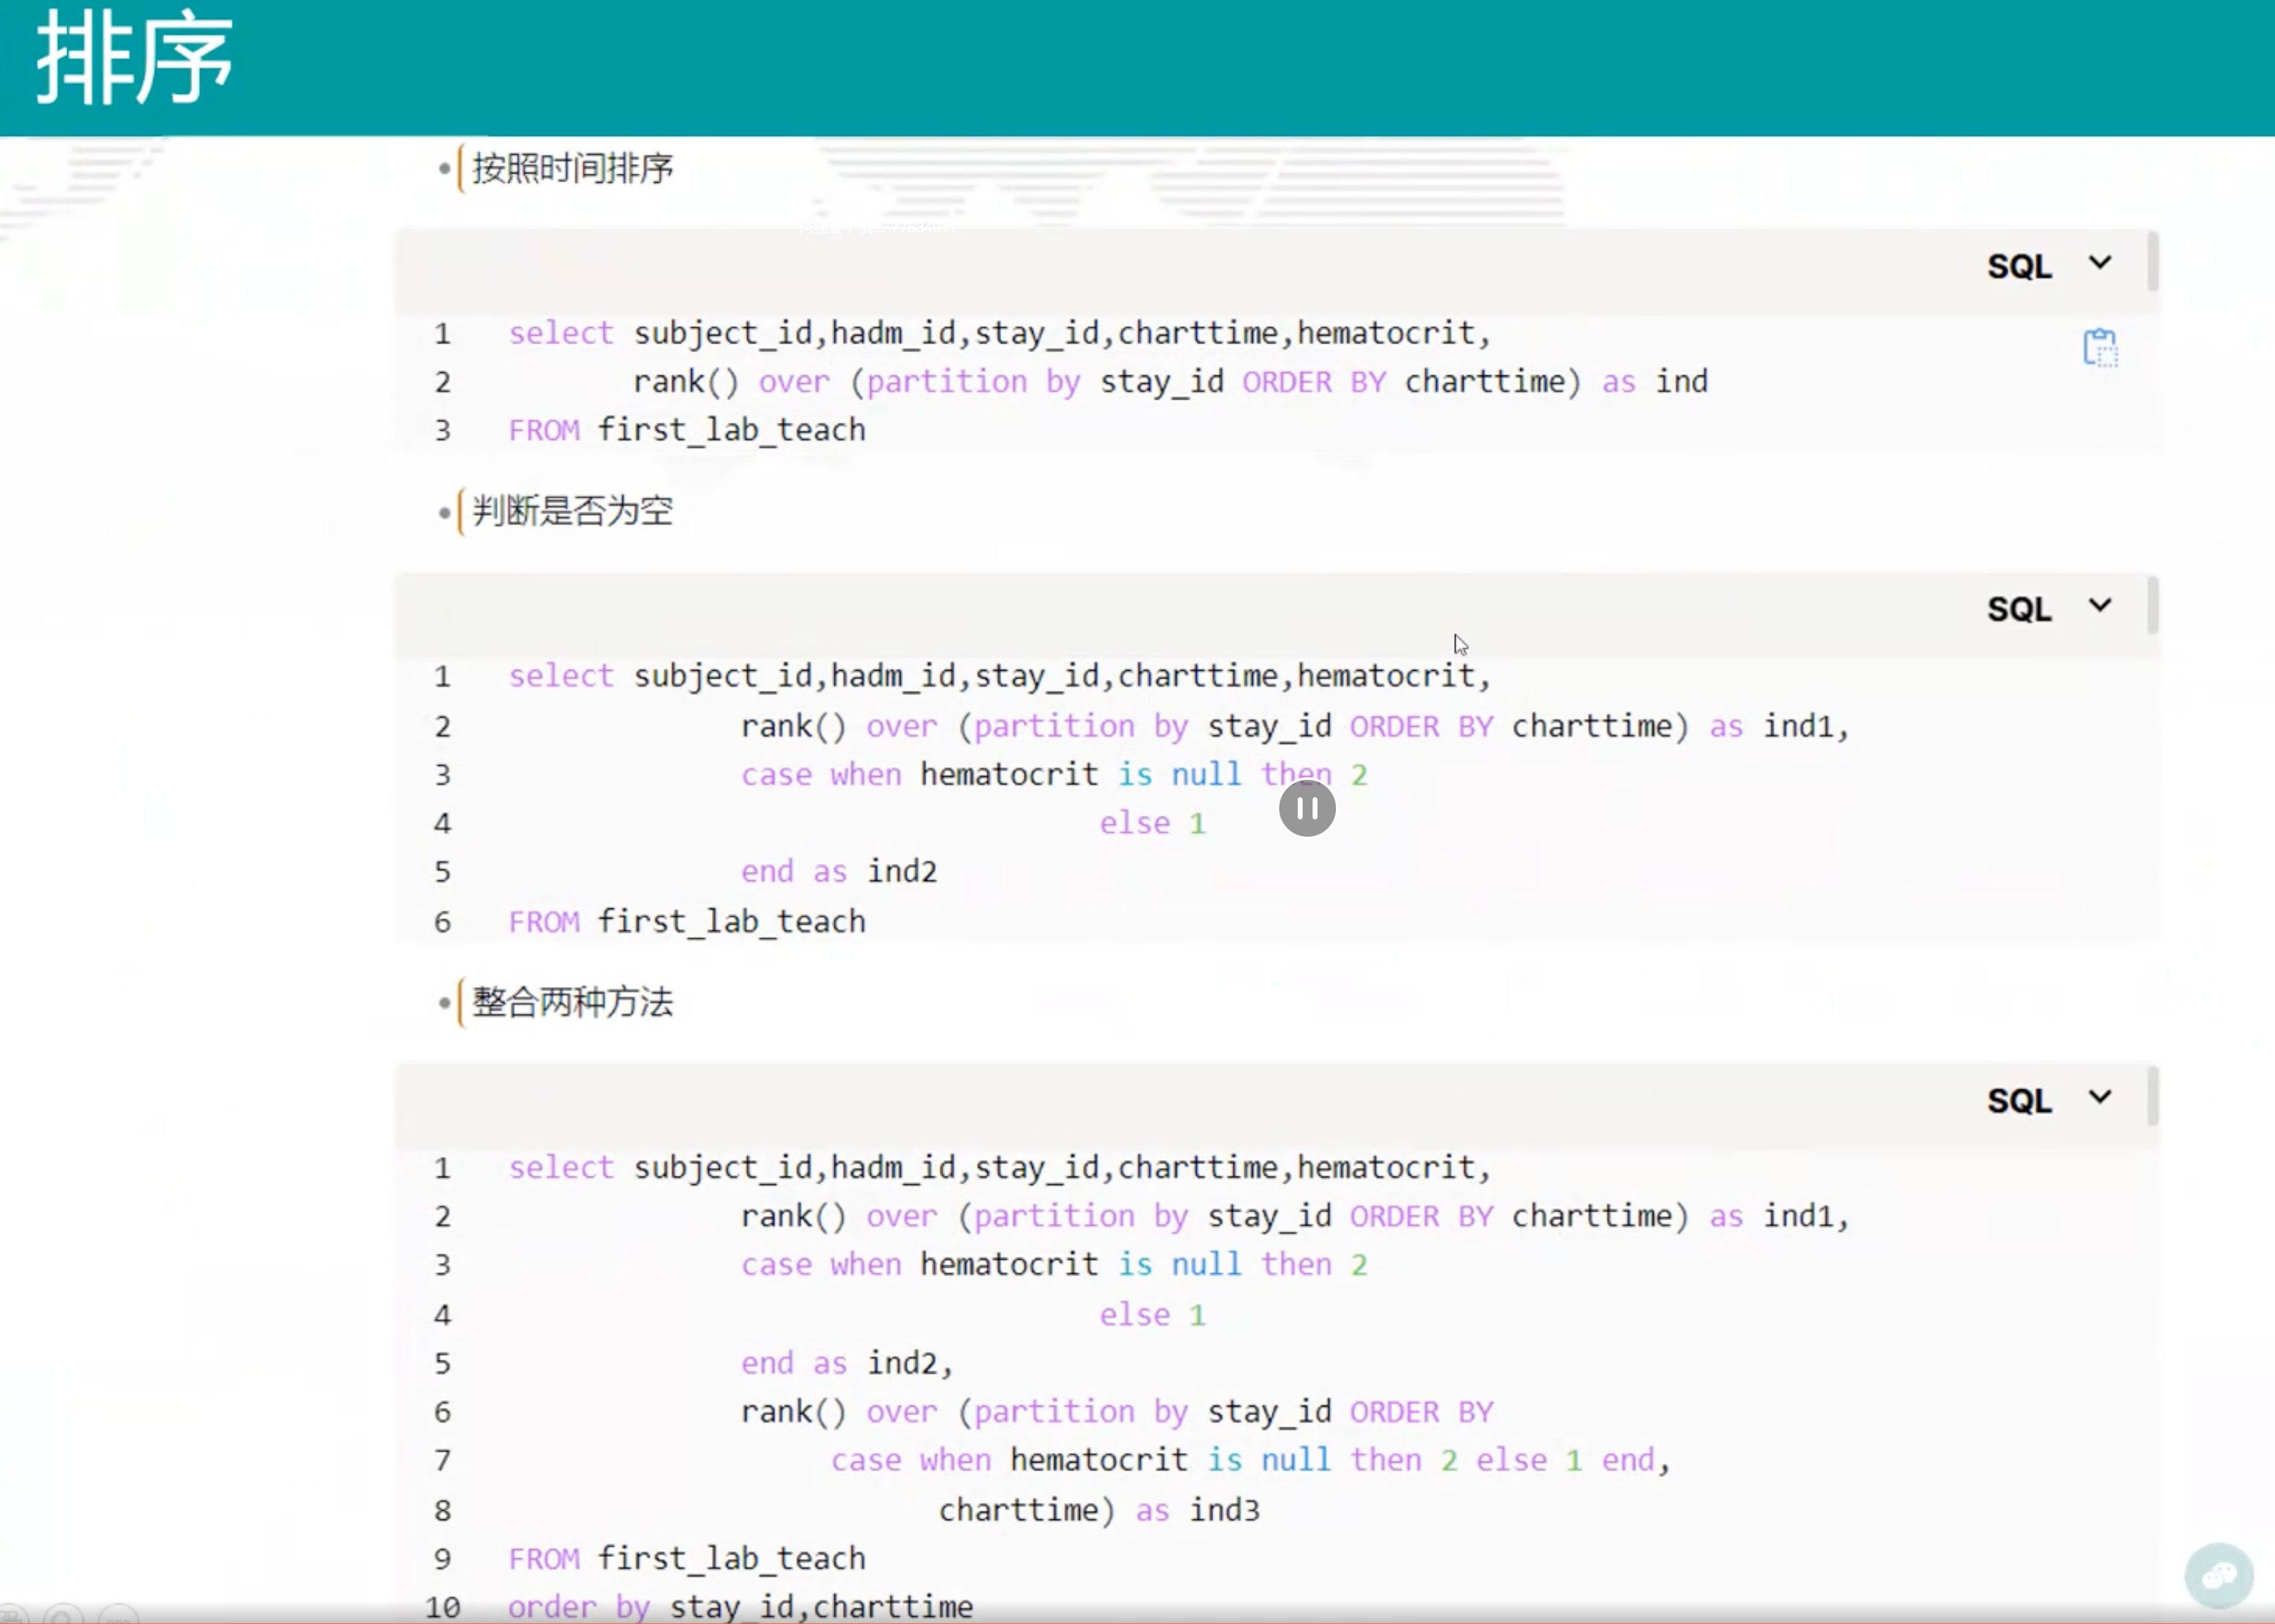 排序
按照时间排序
SQL
1 select subject_id,hadm_id,stay_id,charttime,hematocrit,
2 rank() over (partition by stay_id ORDER BY charttime) as ind
3 FROM first_lab_teach
判断是否为空
SQL
1 select subject_id,hadm_id,stay_id,charttime,hematocrit,
2 rank() over (partition by stay_id ORDER BY charttime) as ind1,
3 case when hematocrit is null then 2
4 else 1
5 end as ind2
6 FROM first_lab_teach
整合两种方法
SQL
1 select subject_id,hadm_id,stay_id,charttime,hematocrit,
2 rank() over (partition by stay_id ORDER BY charttime) as ind1,
3 case when hematocrit is null then 2
4 else 1
5 end as ind2,
6 rank() over (partition by stay_id ORDER BY
7 case when hematocrit is null then 2 else 1 end,
8 charttime) as ind3
9 FROM first_lab_teach
10 order by stay_id,charttime